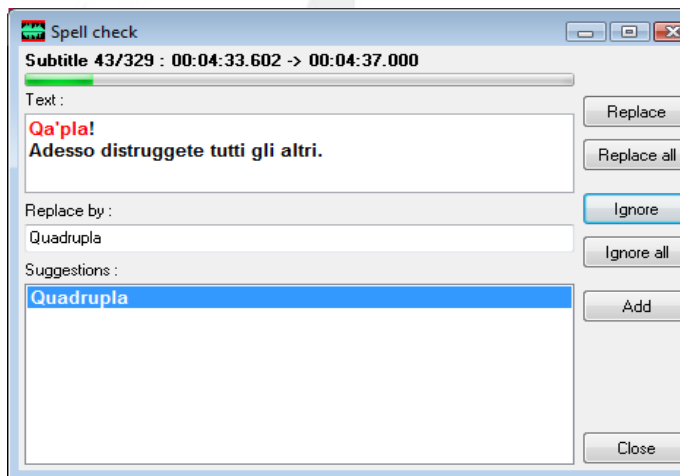 Spell check
Subtitle 43/329 : 00:04:33.602 -> 00:04:37.000
Text :
Qa'pla!
Adesso distruggete tutti gli altri.
Replace by :
Quadrupla
Suggestions :
Quadrupla
Replace
Replace all
Ignore
Ignore all
Add
Close